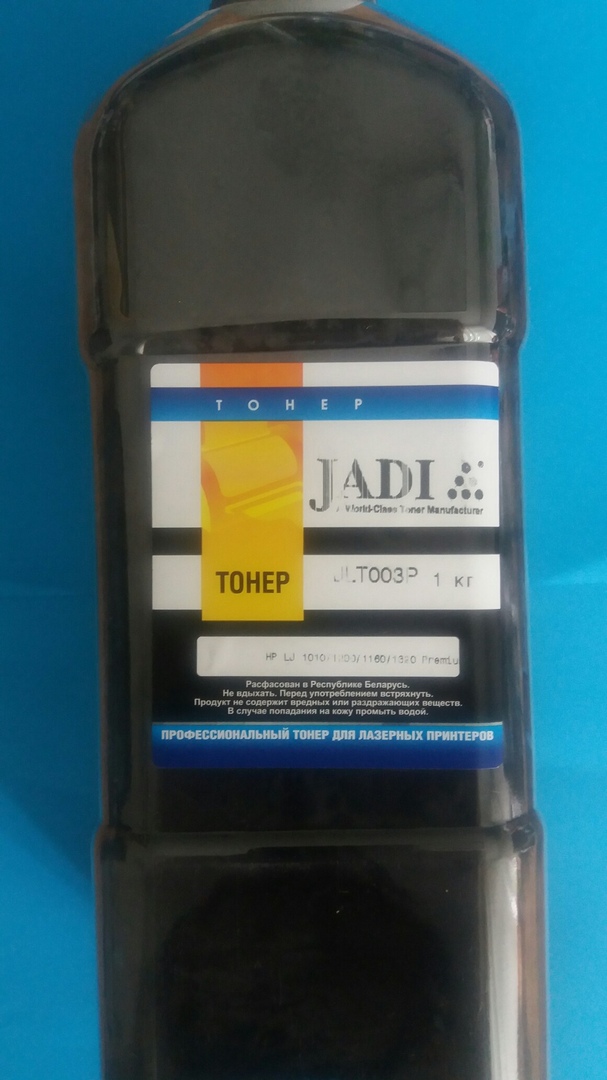 ТОНЕР
JADI
World-Class Toner Manufacturer
ТОНЕР
JLT003P 1 кг
HP LJ 1010/1200/1160/1320 Premiu
Расфасован в Республике Беларусь.
Не вдыхать. Перед употреблением встряхнуть.
Продукт не содержит вредных или раздражающих веществ.
В случае попадания на кожу промыть водой.
ПРОФЕССИОНАЛЬНЫЙ ТОНЕР ДЛЯ ЛАЗЕРНЫХ ПРИНТЕРОВ